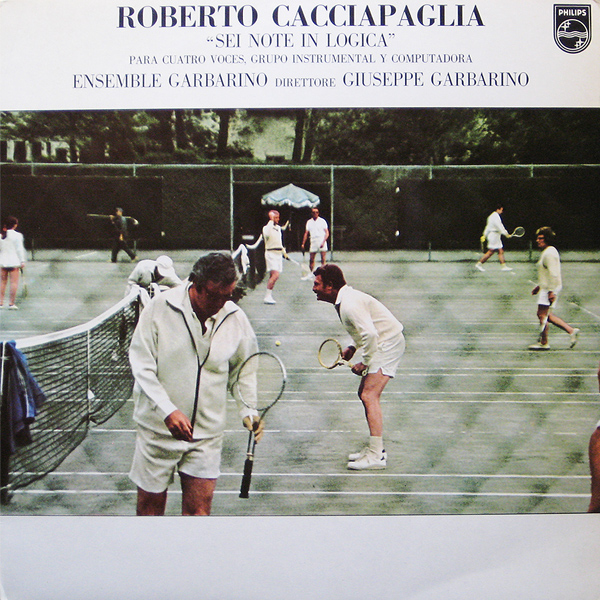 ROBERTO CACCIAPAGLIA
PHILIPS
“SEI NOTE IN LOGICA”
PARA CUATRO VOCES, GRUPO INSTRUMENTAL Y COMPUTADORA
ENSEMBLE GARBARINO DIRETTORE GIUSEPPE GARBARINO